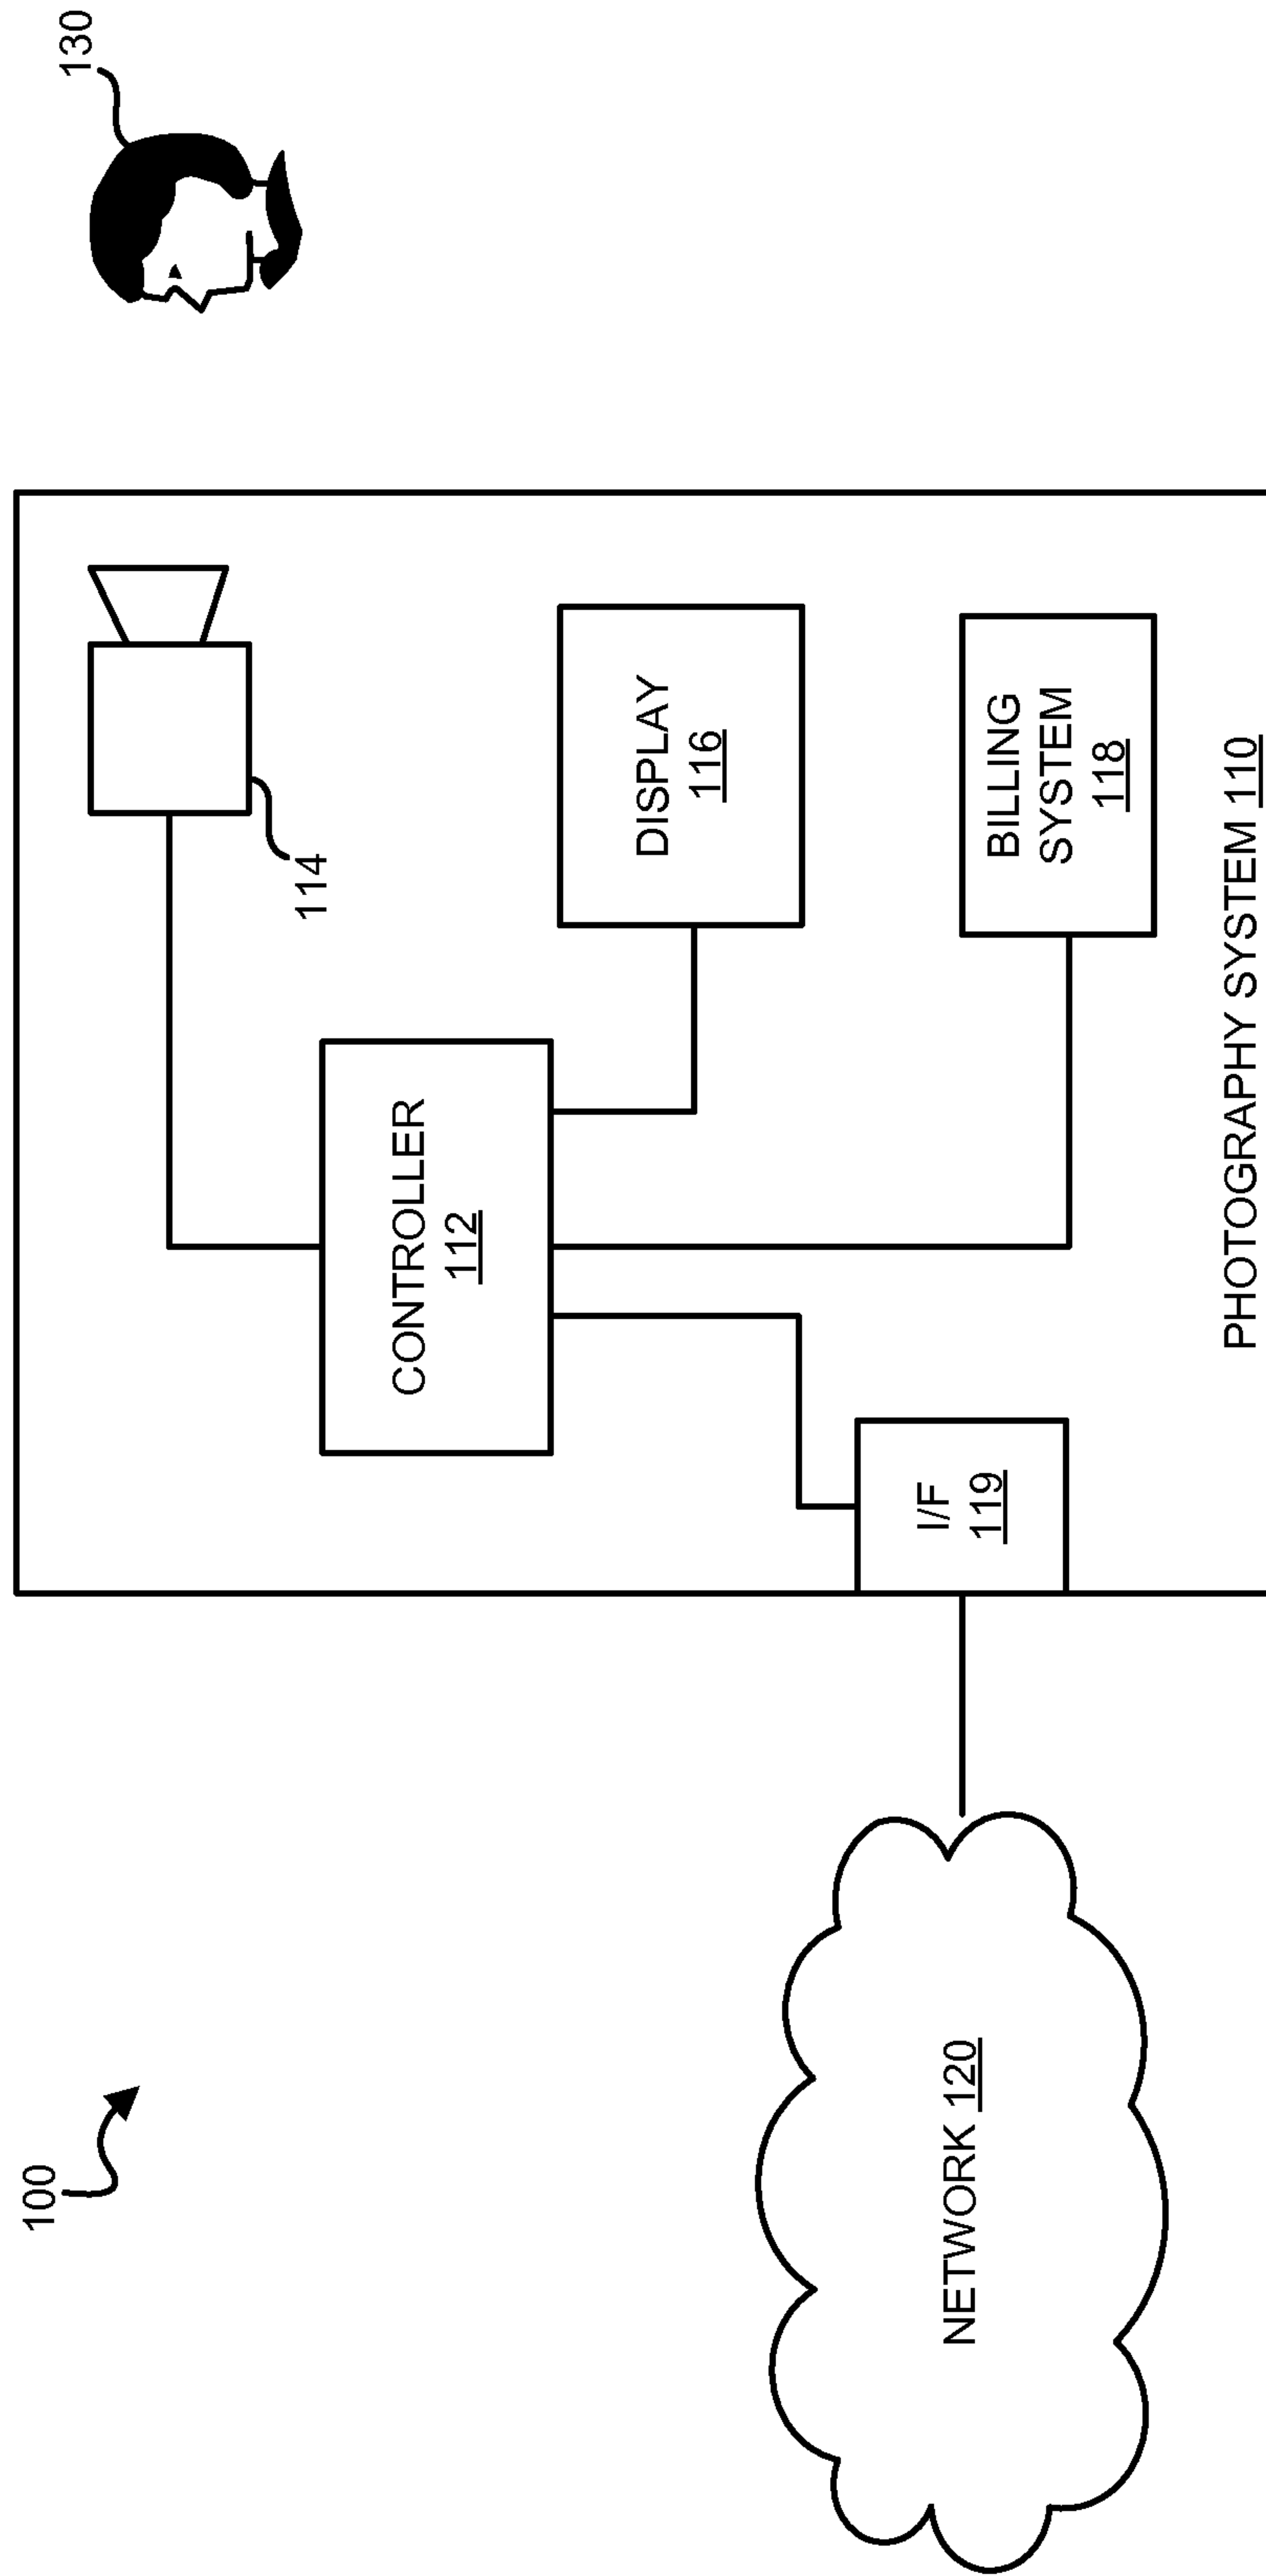 100
130
114
CONTROLLER
112
DISPLAY
116
I/F
119
BILLING
SYSTEM
118
NETWORK 120
PHOTOGRAPHY SYSTEM 110